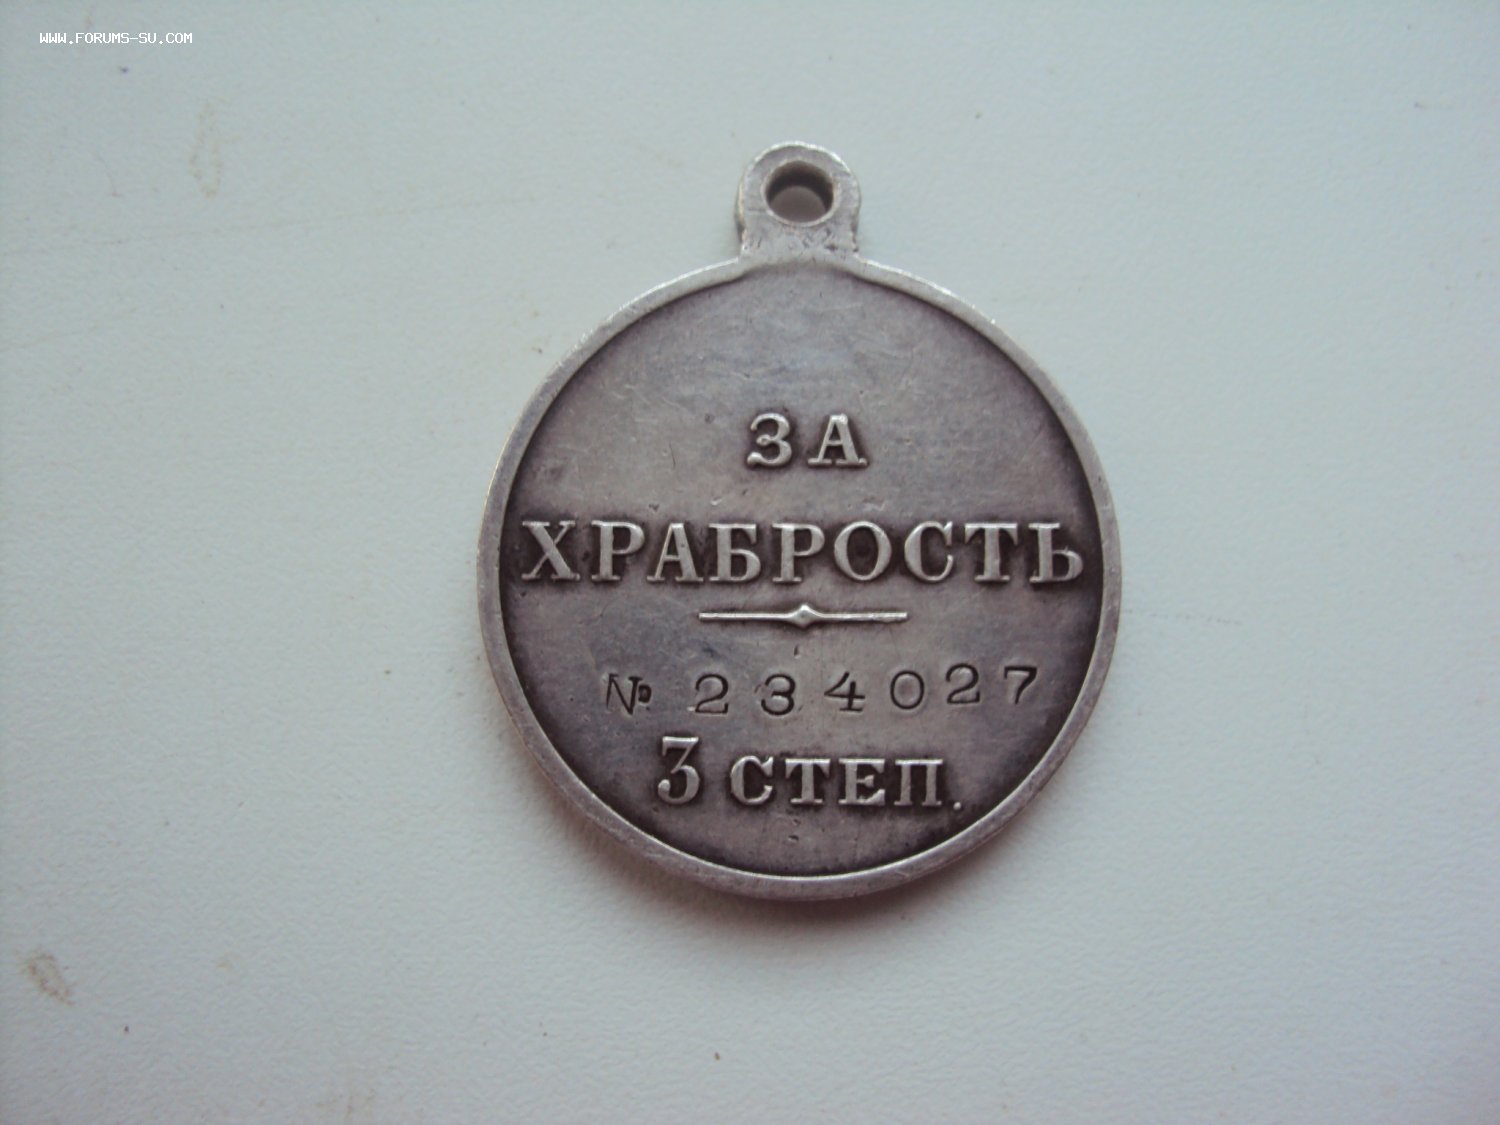 WWW.FORUMS-SU.COM
ЗА
ХРАБРОСТЬ
№ 234027
3 СТЕП.